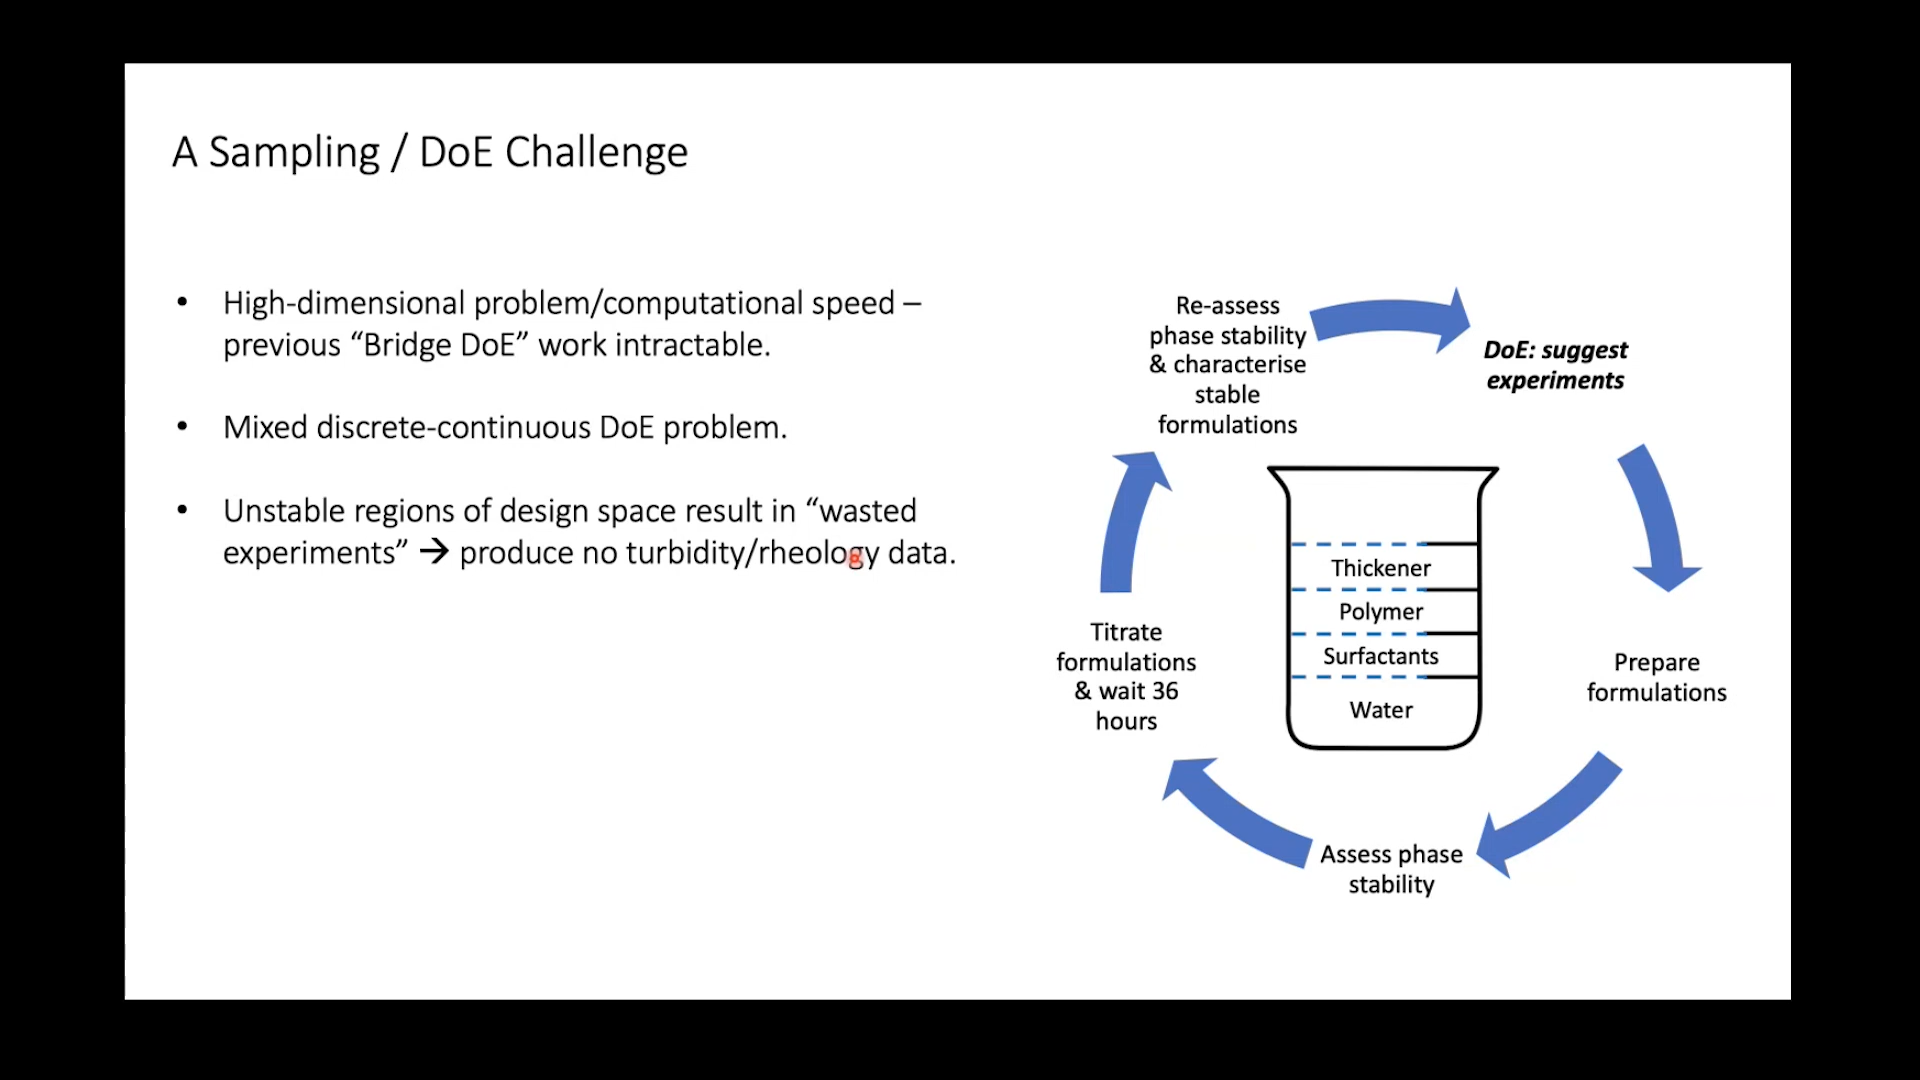 A Sampling / DoE Challenge
• High-dimensional problem/computational speed –
previous “Bridge DoE” work intractable.
• Mixed discrete-continuous DoE problem.
• Unstable regions of design space result in “wasted
experiments” → produce no turbidity/rheology data.
Re-assess
phase stability
& characterise
stable
formulations
DoE: suggest
experiments
Prepare
formulations
Assess phase
stability
Titrate
formulations
& wait 36
hours
Thickener
Polymer
Surfactants
Water